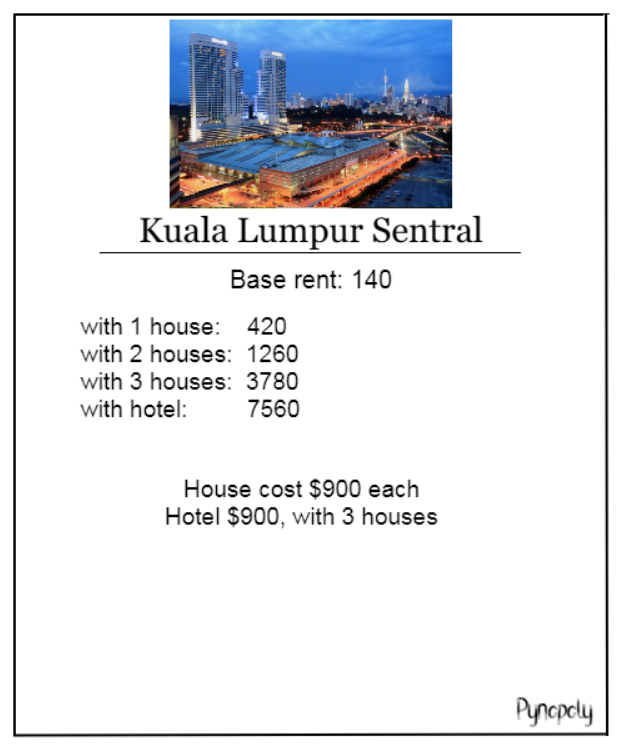 Kuala Lumpur Sentral
Base rent: 140
with 1 house: 420
with 2 houses: 1260
with 3 houses: 3780
with hotel: 7560
House cost $900 each
Hotel $900, with 3 houses
Pynopoly